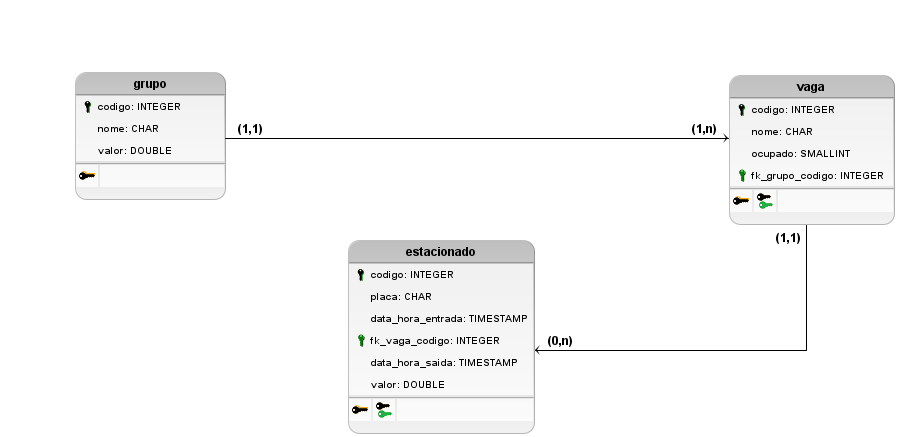 grupo
codigo: INTEGER
nome: CHAR
valor: DOUBLE
(1,1)
(1,n)
vaga
codigo: INTEGER
nome: CHAR
ocupado: SMALLINT
fk_grupo_codigo: INTEGER
(1,1)
estacionado
codigo: INTEGER
placa: CHAR
data_hora_entrada: TIMESTAMP
fk_vaga_codigo: INTEGER
data_hora_saida: TIMESTAMP
valor: DOUBLE
(0,n)